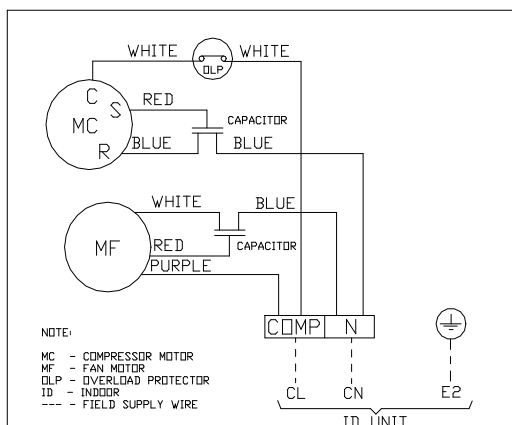 WHITE WHITE
OLP
C
S
MC
R
RED
CAPACITOR
BLUE BLUE
WHITE BLUE
MF
RED
CAPACITOR
PURPLE
COMP N
NOTE:
MC - COMPRESSOR MOTOR
MF - FAN MOTOR
OLP - OVERLOAD PROTECTOR
ID - INDOOR
--- - FIELD SUPPLY WIRE
CL CN E2
ID UNIT